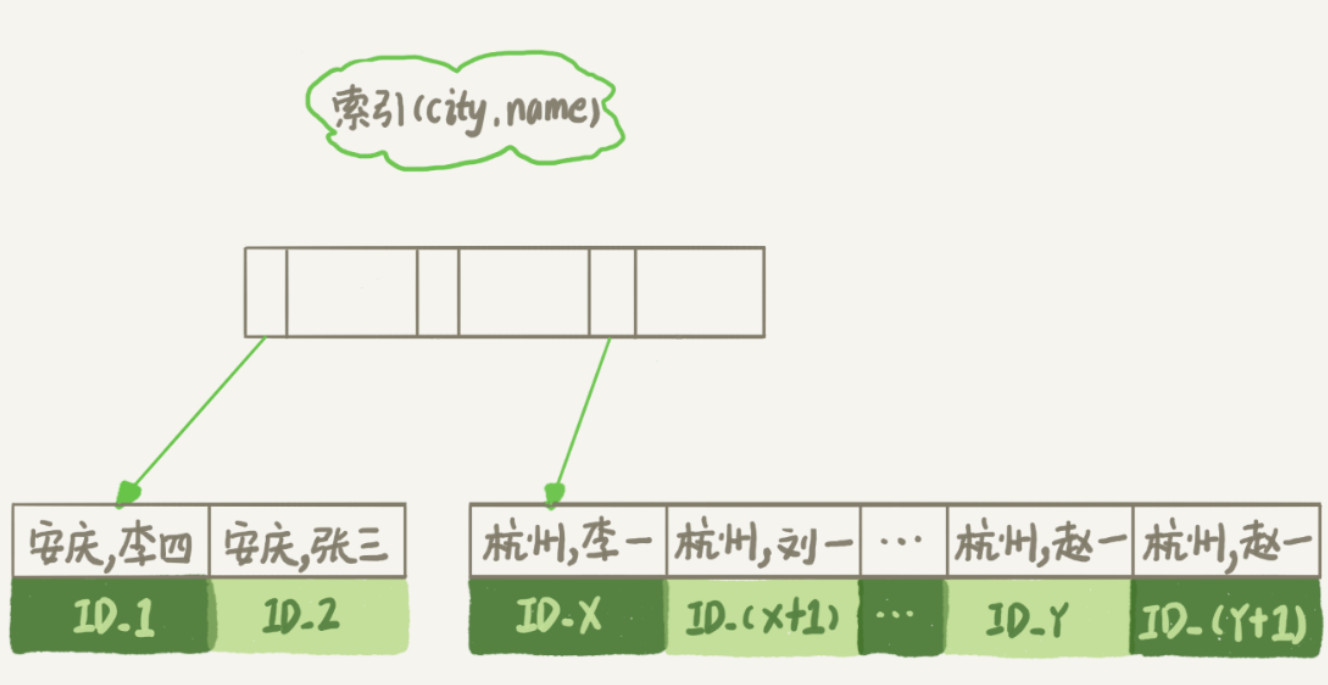 索引(city,name)
安庆,李四 安庆,张三 杭州,李一 杭州,刘一 ... 杭州,赵一 杭州,赵一
ID_1 ID_2 ID_X ID_(X+1) ... ID_Y ID_(Y+1)